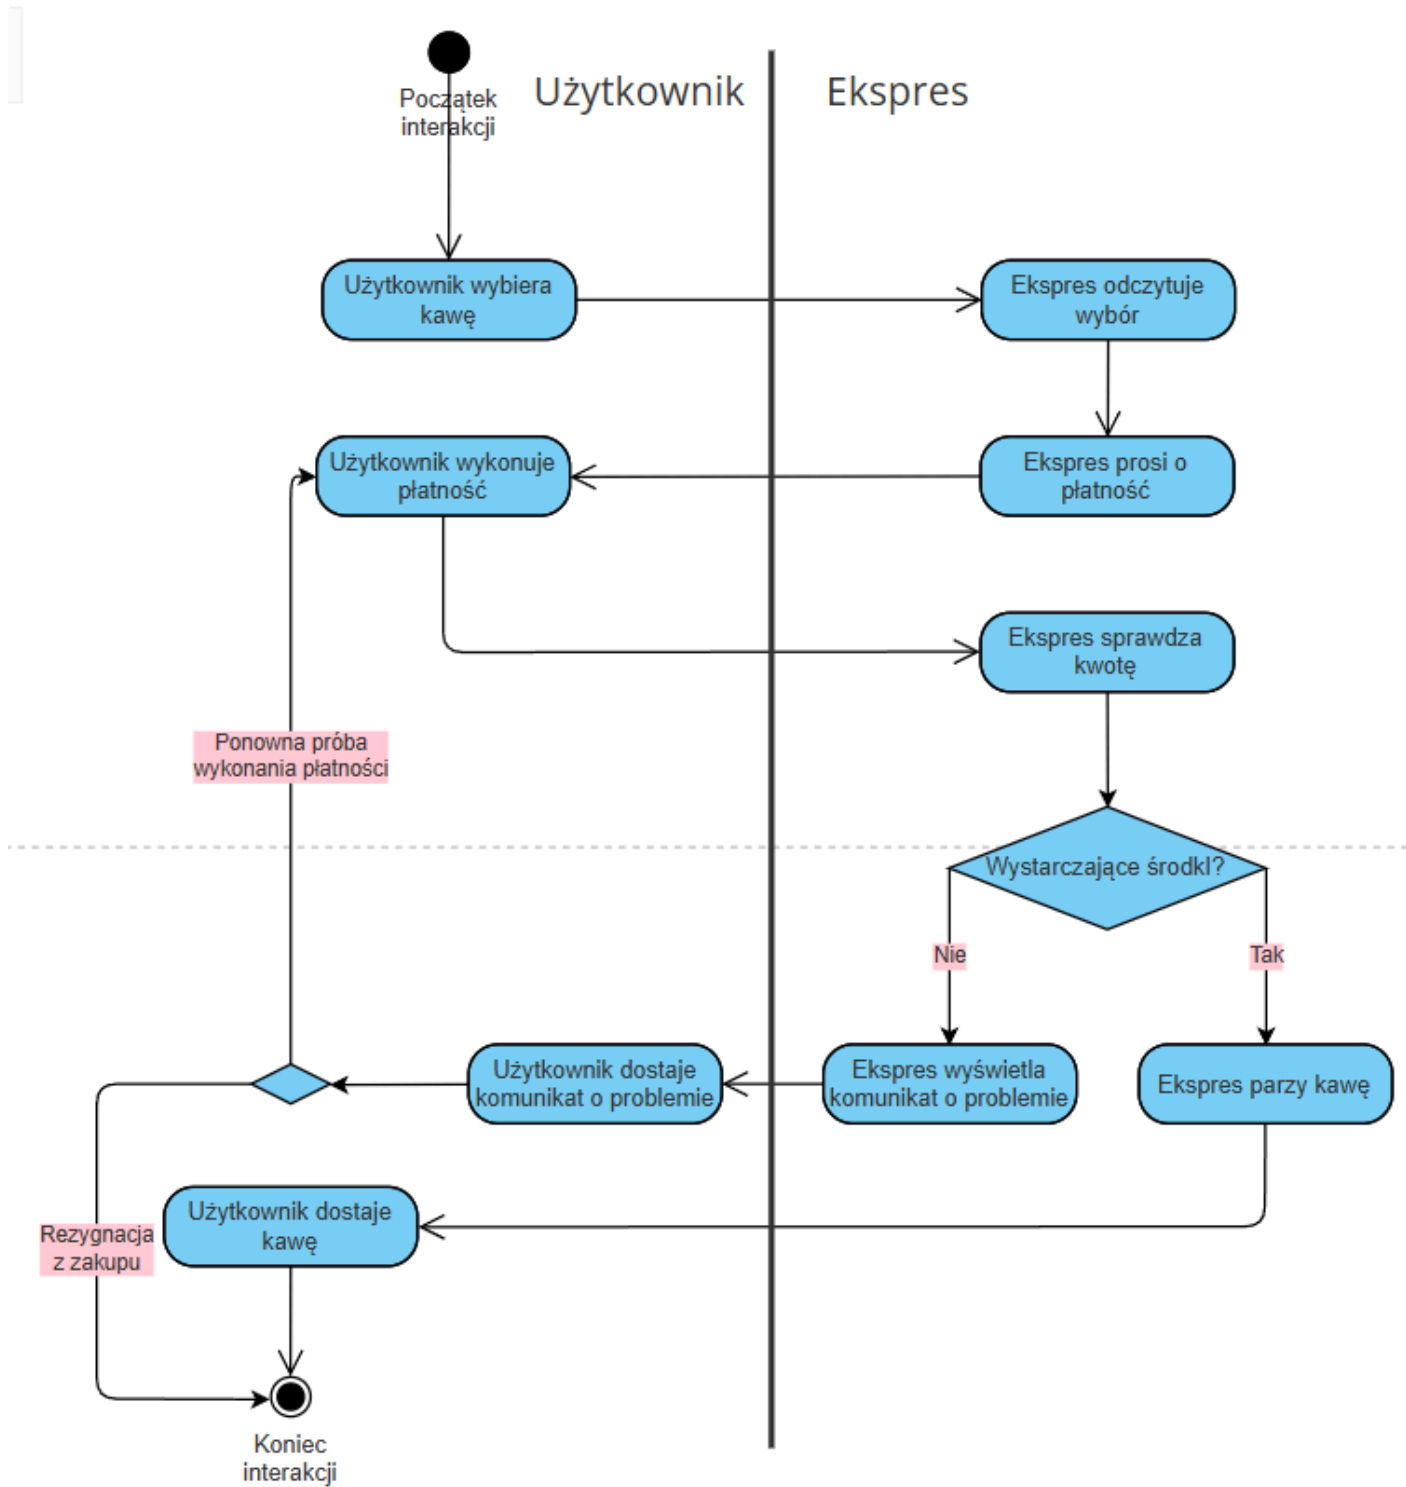 Początek
interakcji
Użytkownik
Ekspres
Użytkownik wybiera
kawę
Ekspres odczytuje
wybór
Użytkownik wykonuje
płatność
Ekspres prosi o
płatność
Ekspres sprawdza
kwotę
Ponowna próba
wykonania płatności
Wystarczające środkI?
Nie
Tak
Użytkownik dostaje
komunikat o problemie
Ekspres wyświetla
komunikat o problemie
Ekspres parzy kawę
Użytkownik dostaje
kawę
Rezygnacja
z zakupu
Koniec
interakcji